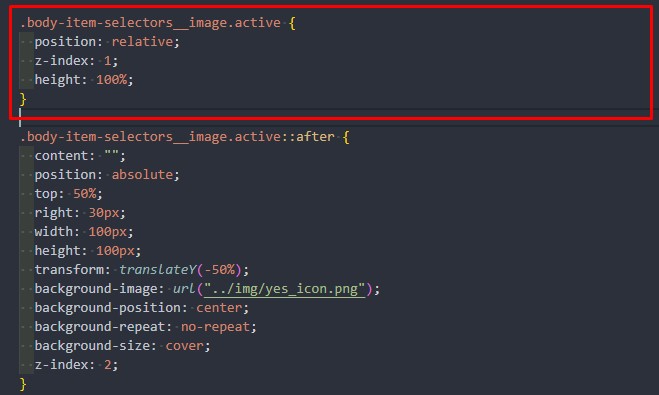 .body-item-selectors__image.active {
position: relative;
z-index: 1;
height: 100%;
}
.body-item-selectors__image.active::after {
content: "";
position: absolute;
top: 50%;
right: 30px;
width: 100px;
height: 100px;
transform: translateY(-50%);
background-image: url("../img/yes_icon.png");
background-position: center;
background-repeat: no-repeat;
background-size: cover;
z-index: 2;
}